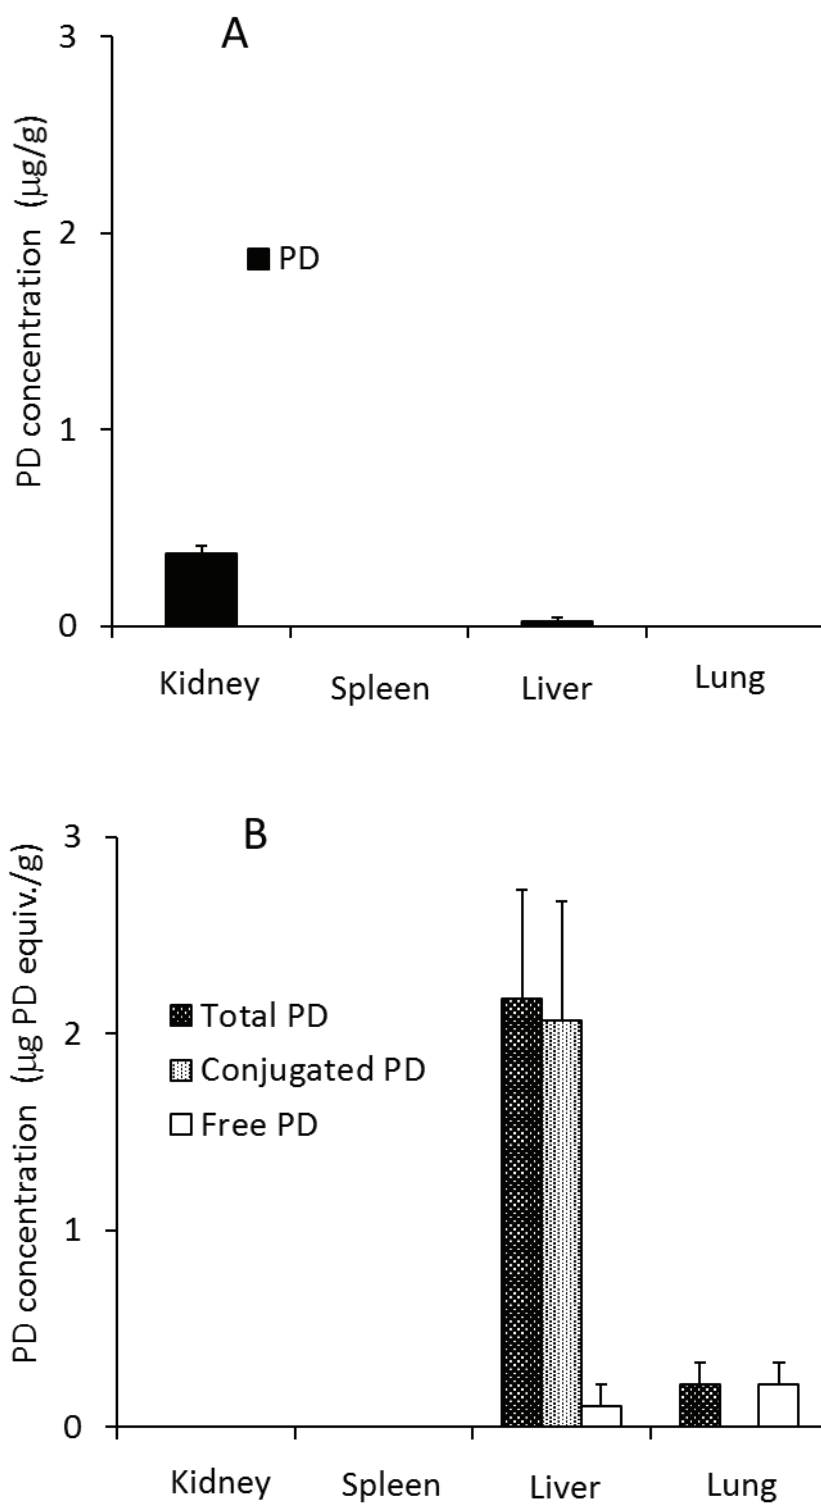 A
PD concentration (µg/g)
3
2
1
0
PD
Kidney Spleen Liver Lung
B
PD concentration (µg PD equiv./g)
3
2
1
0
Total PD
Conjugated PD
Free PD
Kidney Spleen Liver Lung